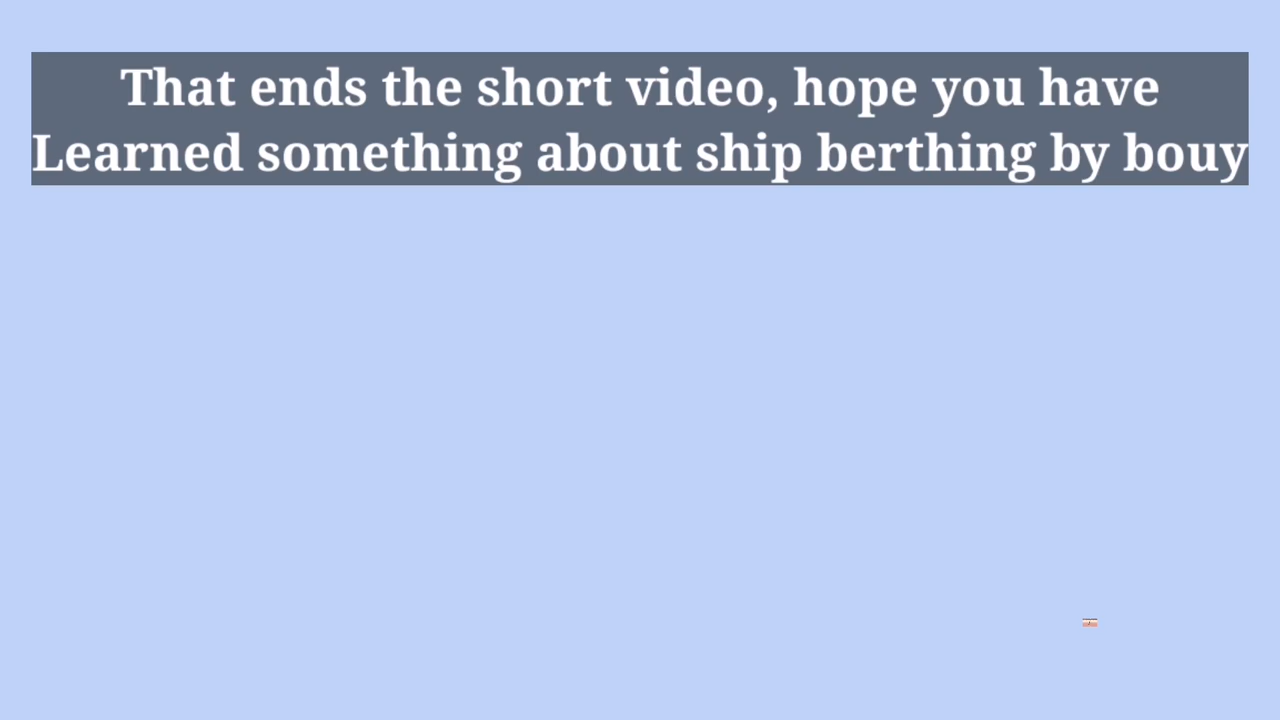 That ends the short video, hope you have
Learned something about ship berthing by bouy